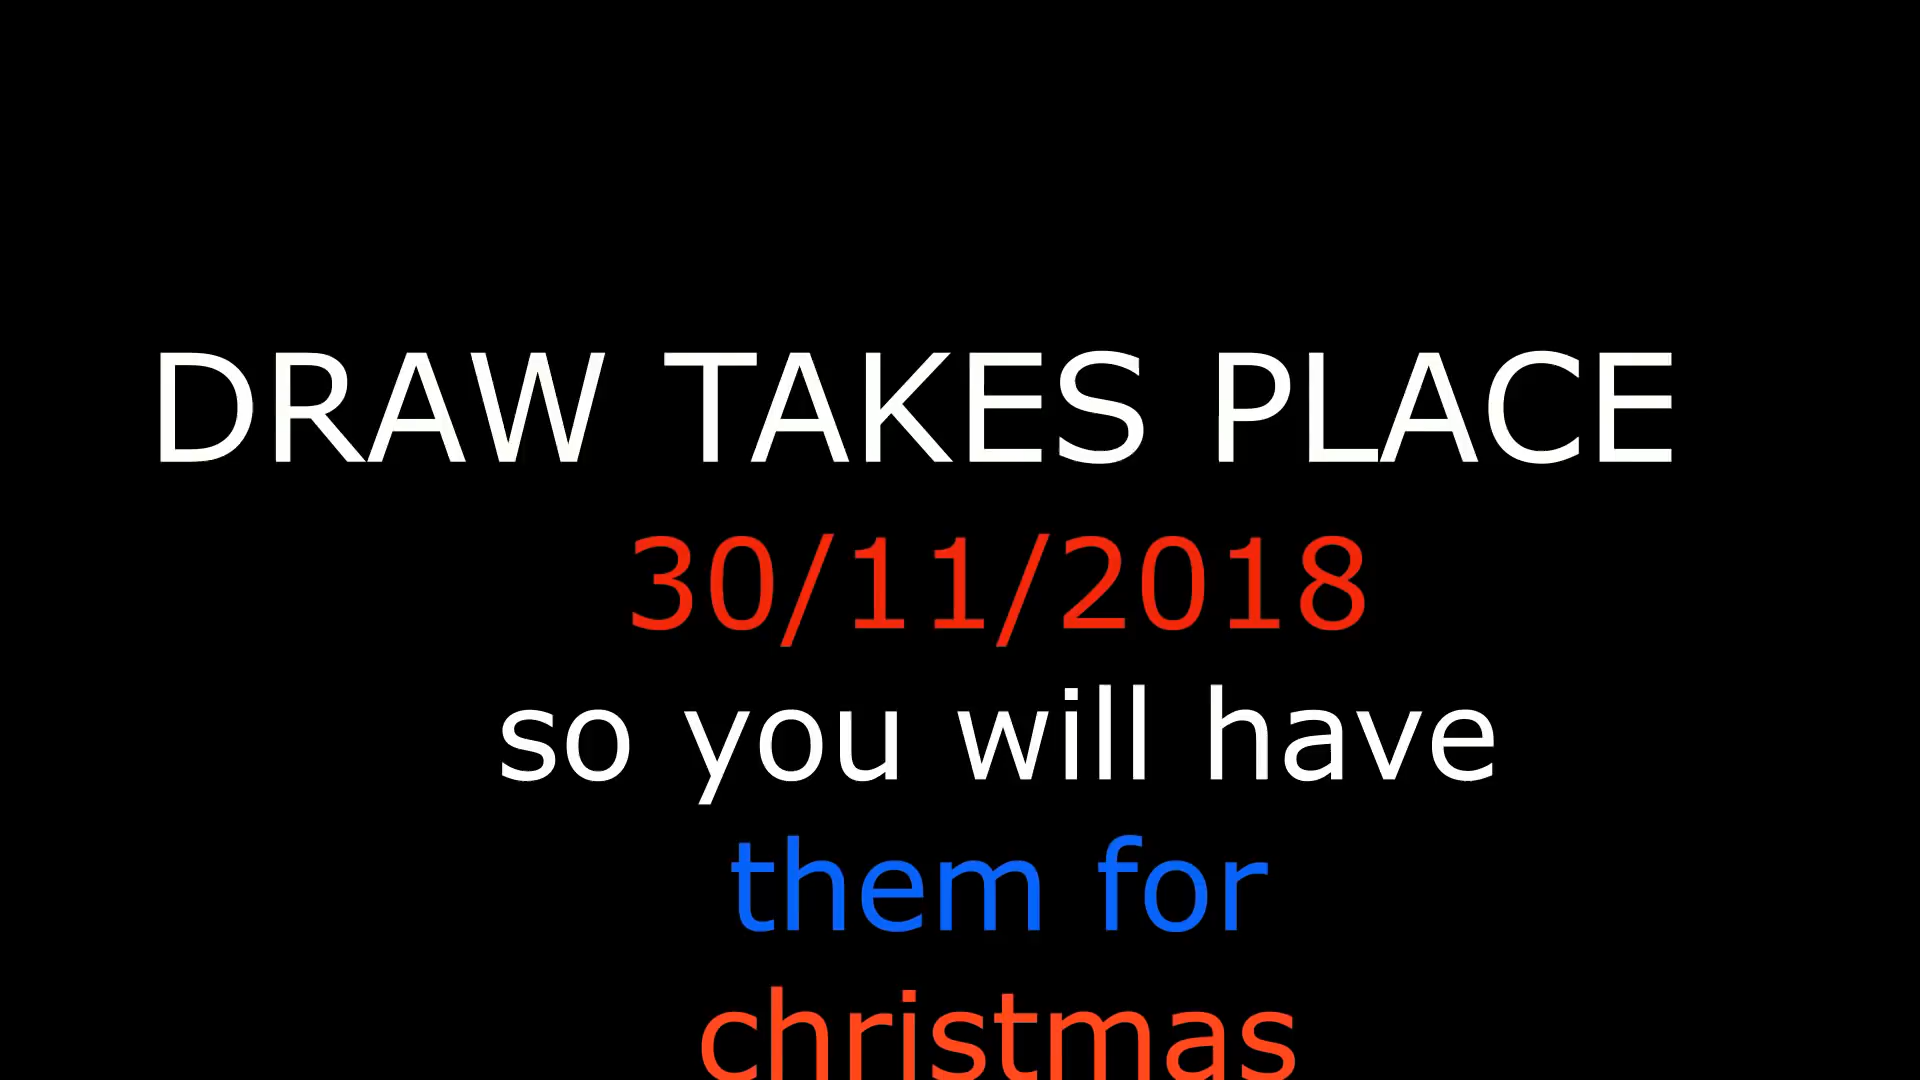 DRAW TAKES PLACE
30/11/2018
so you will have
them for
christmas